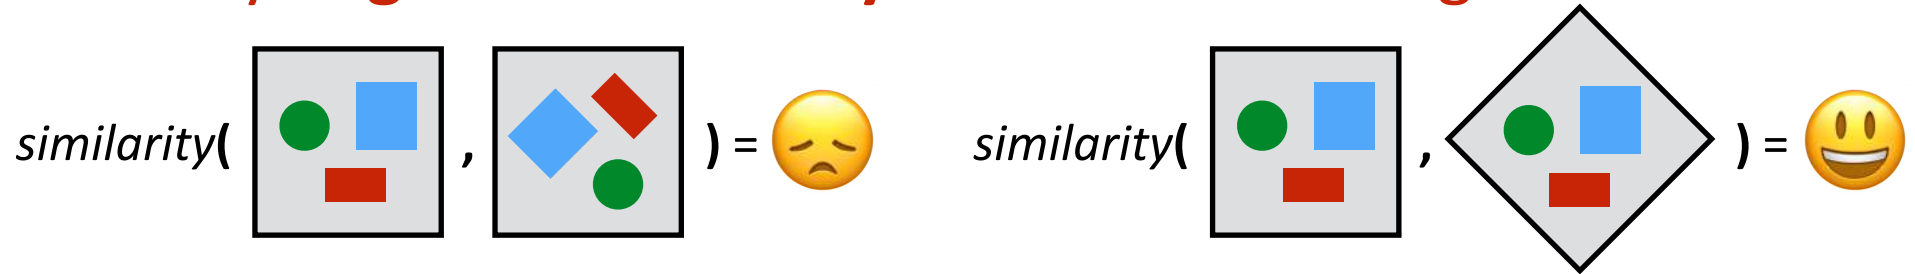 similarity( , ) = similarity( , ) =